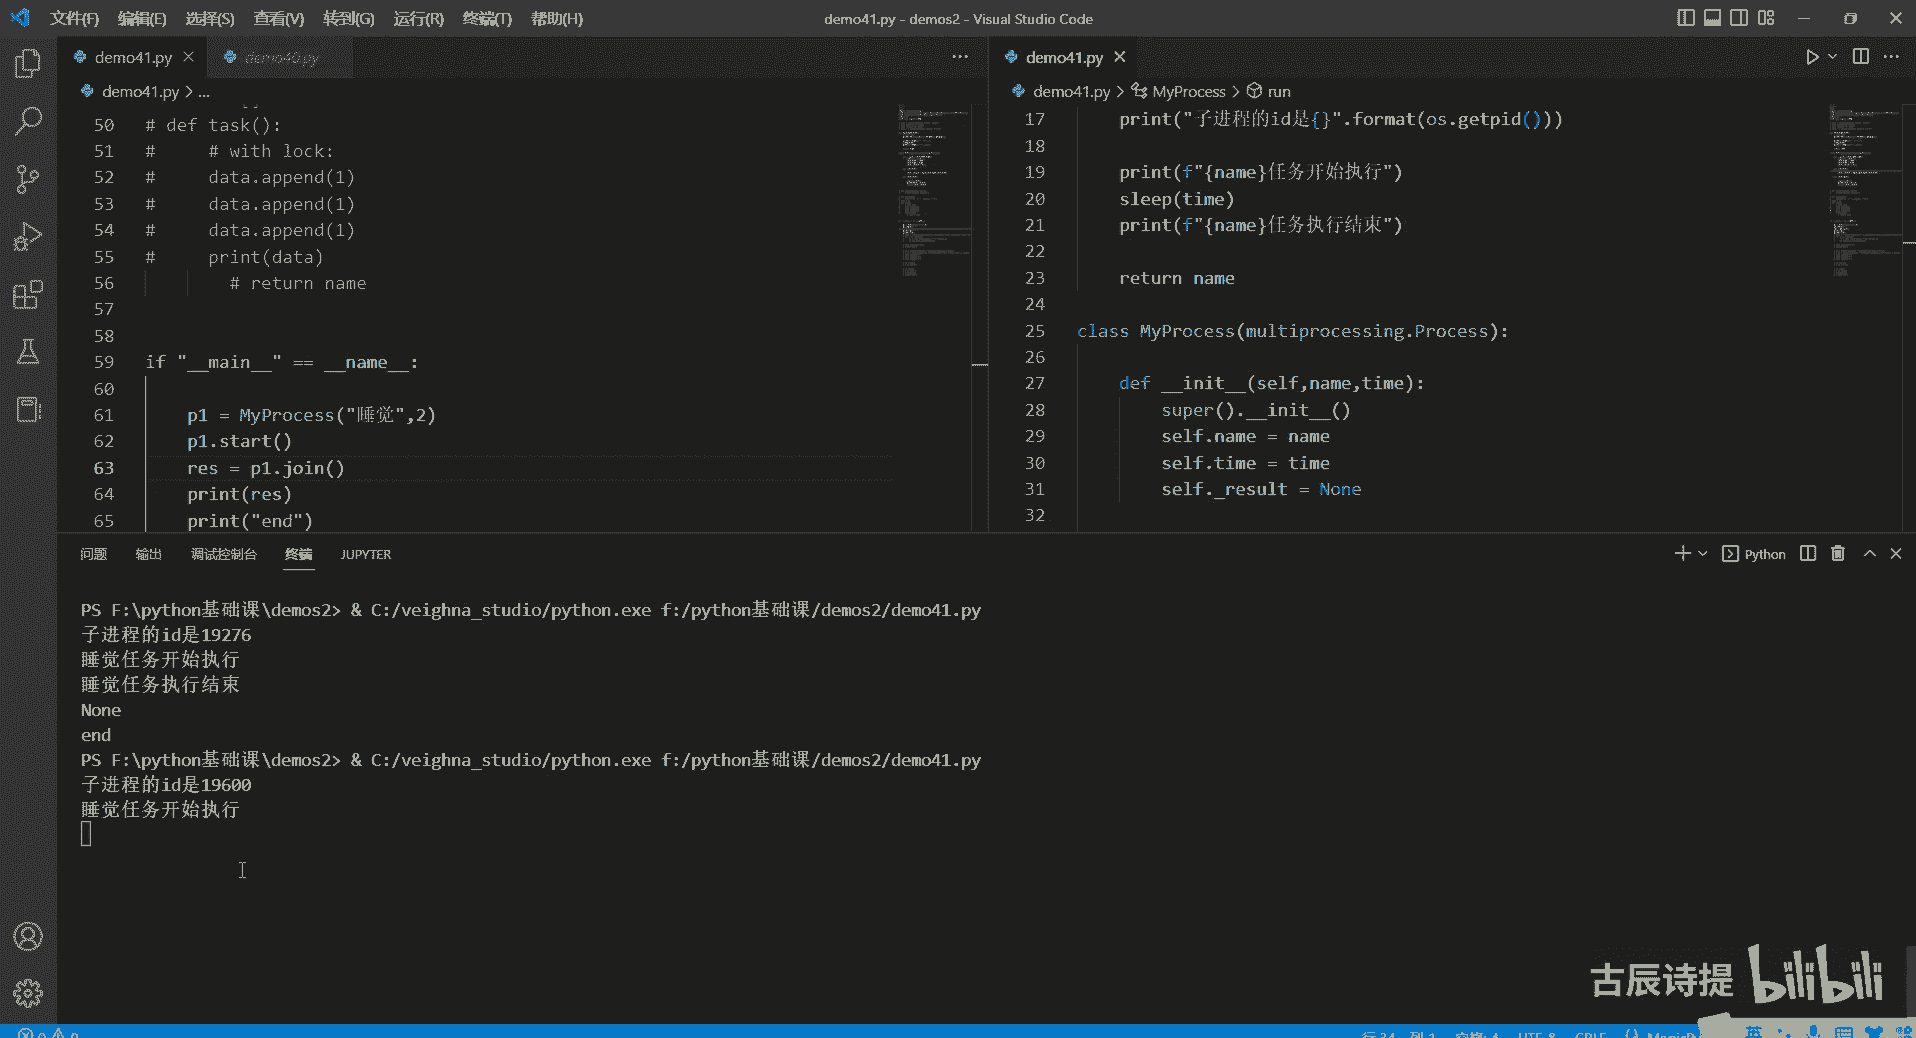 文件(F) 编辑(E) 选择(S) 查看(V) 转到(G) 运行(R) 终端(T) 帮助(H)
demo41.py - demos2 - Visual Studio Code
demo41.py
demo40.py
demo41.py > ...
50 # def task():
51 #     # with lock:
52 #     data.append(1)
53 #     data.append(1)
54 #     data.append(1)
55 #     print(data)
56         # return name
57
58
59 if "__main__" == __name__:
60
61     p1 = MyProcess("睡觉",2)
62     p1.start()
63     res = p1.join()
64     print(res)
65     print("end")
demo41.py
demo41.py > MyProcess > run
17     print("子进程的id是{}".format(os.getpid()))
18
19     print(f"{name}任务开始执行")
20     sleep(time)
21     print(f"{name}任务执行结束")
22
23     return name
24
25 class MyProcess(multiprocessing.Process):
26
27     def __init__(self,name,time):
28         super().__init__()
29         self.name = name
30         self.time = time
31         self._result = None
32
问题 输出 调试控制台 终端 JUPYTER
Python
PS F:\python基础课\demos2> & C:/veighna_studio/python.exe f:/python基础课/demos2/demo41.py
子进程的id是19276
睡觉任务开始执行
睡觉任务执行结束
None
end
PS F:\python基础课\demos2> & C:/veighna_studio/python.exe f:/python基础课/demos2/demo41.py
子进程的id是19600
睡觉任务开始执行
古辰诗提 bilibili
英